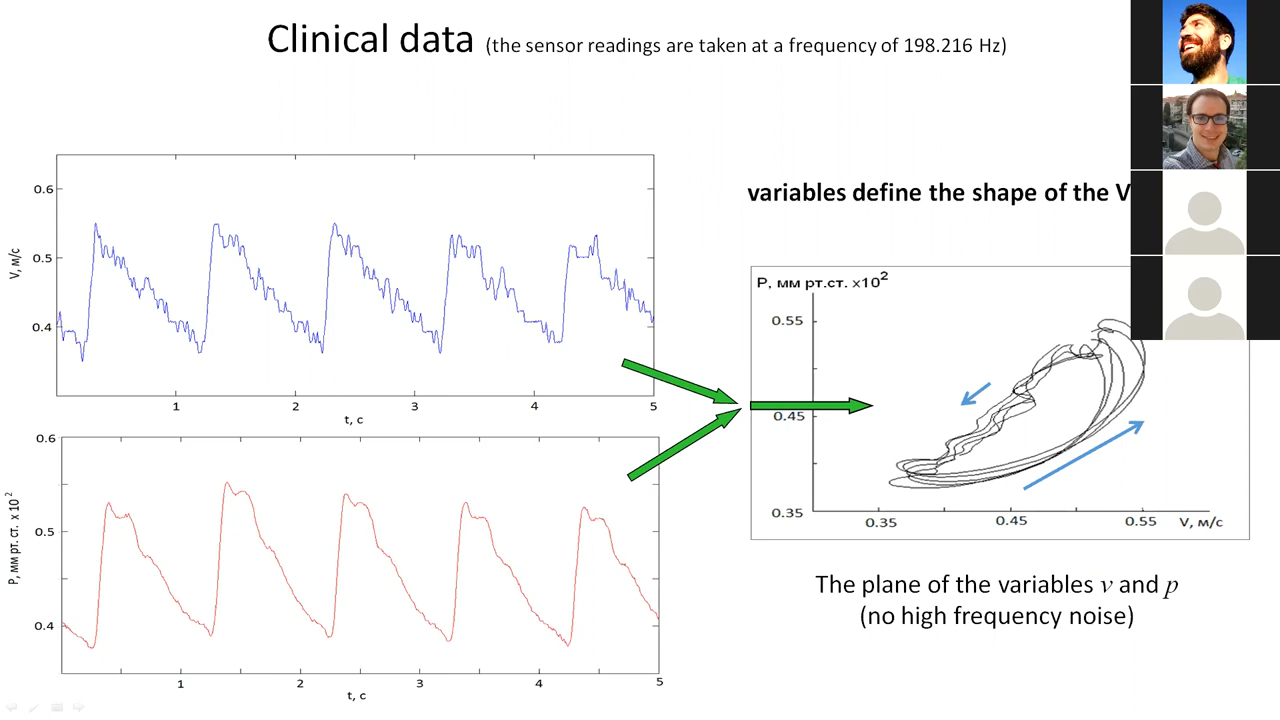 Clinical data (the sensor readings are taken at a frequency of 198.216 Hz)
V, м/с
0.6
0.5
0.4
1 2 3 4 5
t, c
P, мм рт. ст. x 10 2
0.6
0.5
0.4
1 2 3 4 5
t, c
variables define the shape of the V
P, мм рт.ст. x10²
0.55
0.45
0.35
0.35 0.45 0.55 V, м/с
The plane of the variables v and p
(no high frequency noise)